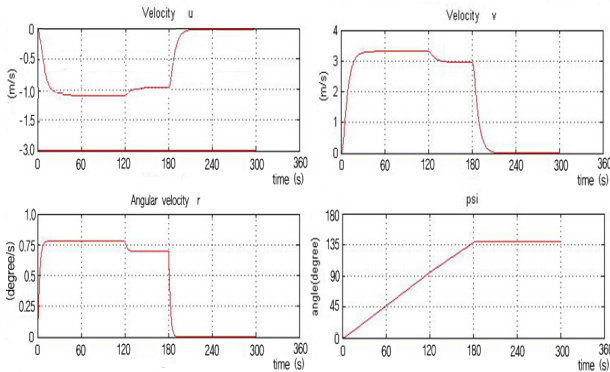 Velocity u
(m/s)
0
-0.5
-1.0
-1.5
-3.0
0 60 120 180 240 300 360
time (s)
Velocity v
(m/s)
4
3
2
1
0
0 60 120 180 240 300 360
time (s)
Angular velocity r
(degree/s)
1.0
0.75
0.5
0.25
0
0 60 120 180 240 300 360
time (s)
psi
angle(degree)
180
135
90
45
0
0 60 120 180 240 300 360
time (s)